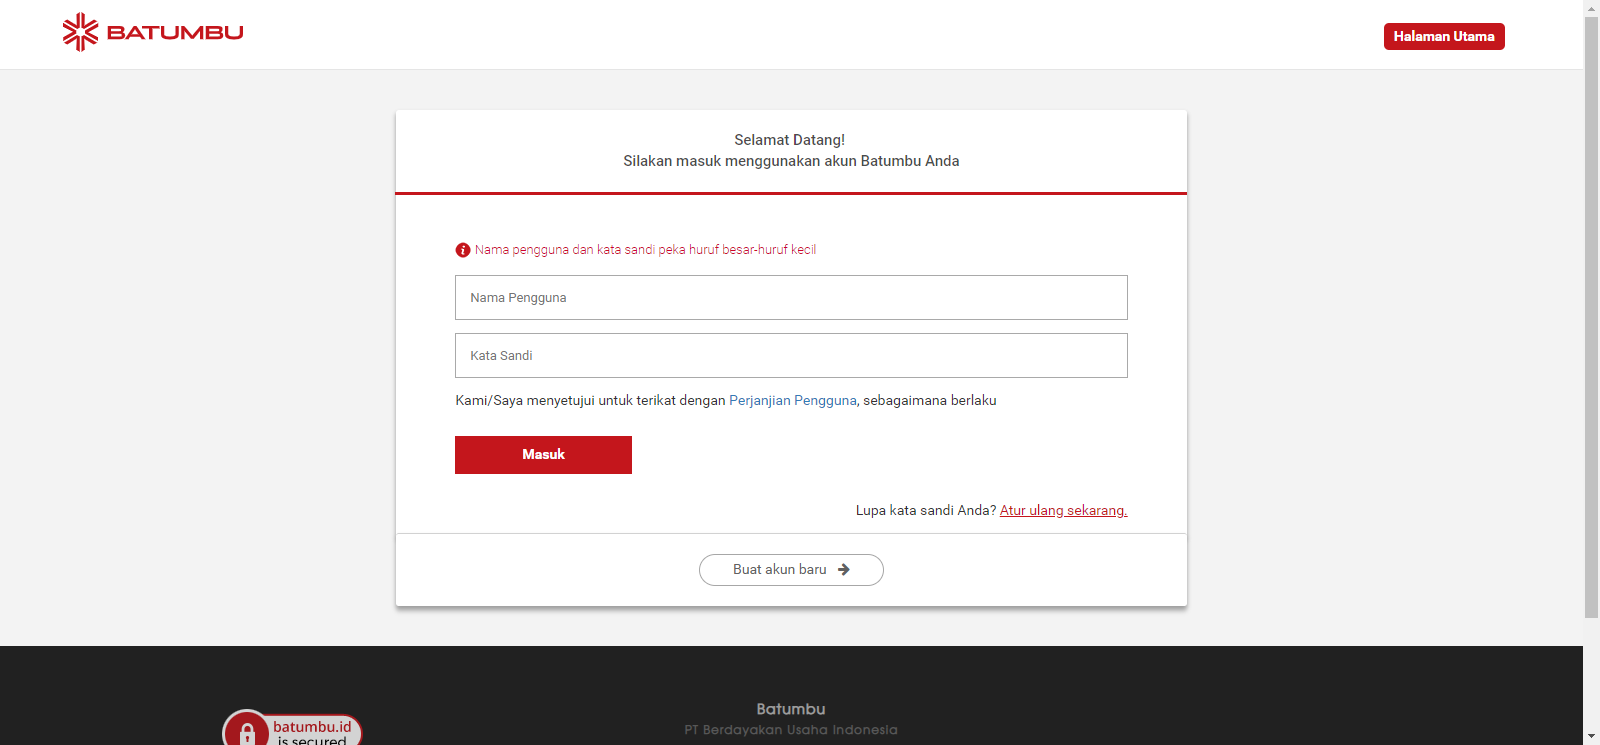 BATUMBU
Halaman Utama
Selamat Datang!
Silakan masuk menggunakan akun Batumbu Anda
Nama pengguna dan kata sandi peka huruf besar-huruf kecil
Nama Pengguna
Kata Sandi
Kami/Saya menyetujui untuk terikat dengan Perjanjian Pengguna, sebagaimana berlaku
Masuk
Lupa kata sandi Anda? Atur ulang sekarang.
Buat akun baru
batumbu.id
is secured
Batumbu
PT Berdayakan Usaha Indonesia